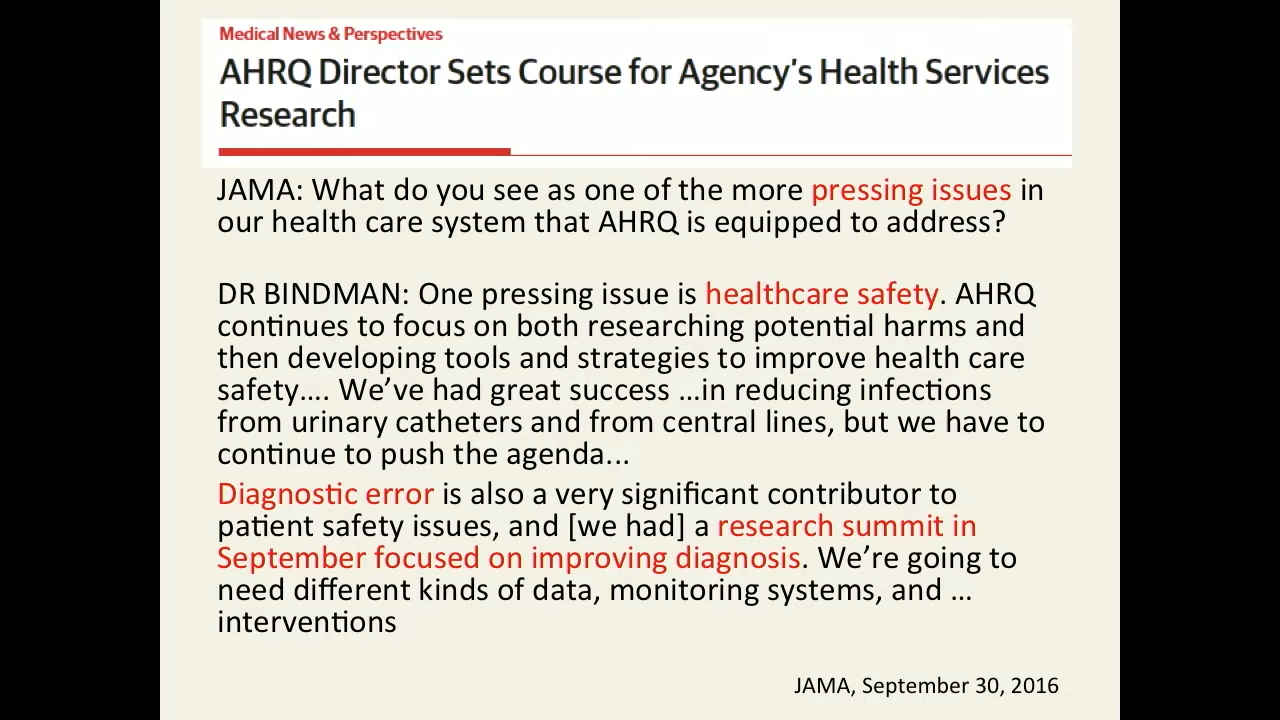 Medical News & Perspectives
AHRQ Director Sets Course for Agency's Health Services
Research
JAMA: What do you see as one of the more pressing issues in
our health care system that AHRQ is equipped to address?
DR BINDMAN: One pressing issue is healthcare safety. AHRQ
continues to focus on both researching potential harms and
then developing tools and strategies to improve health care
safety…. We've had great success …in reducing infections
from urinary catheters and from central lines, but we have to
continue to push the agenda...
Diagnostic error is also a very significant contributor to
patient safety issues, and [we had] a research summit in
September focused on improving diagnosis. We're going to
need different kinds of data, monitoring systems, and …
interventions
JAMA, September 30, 2016